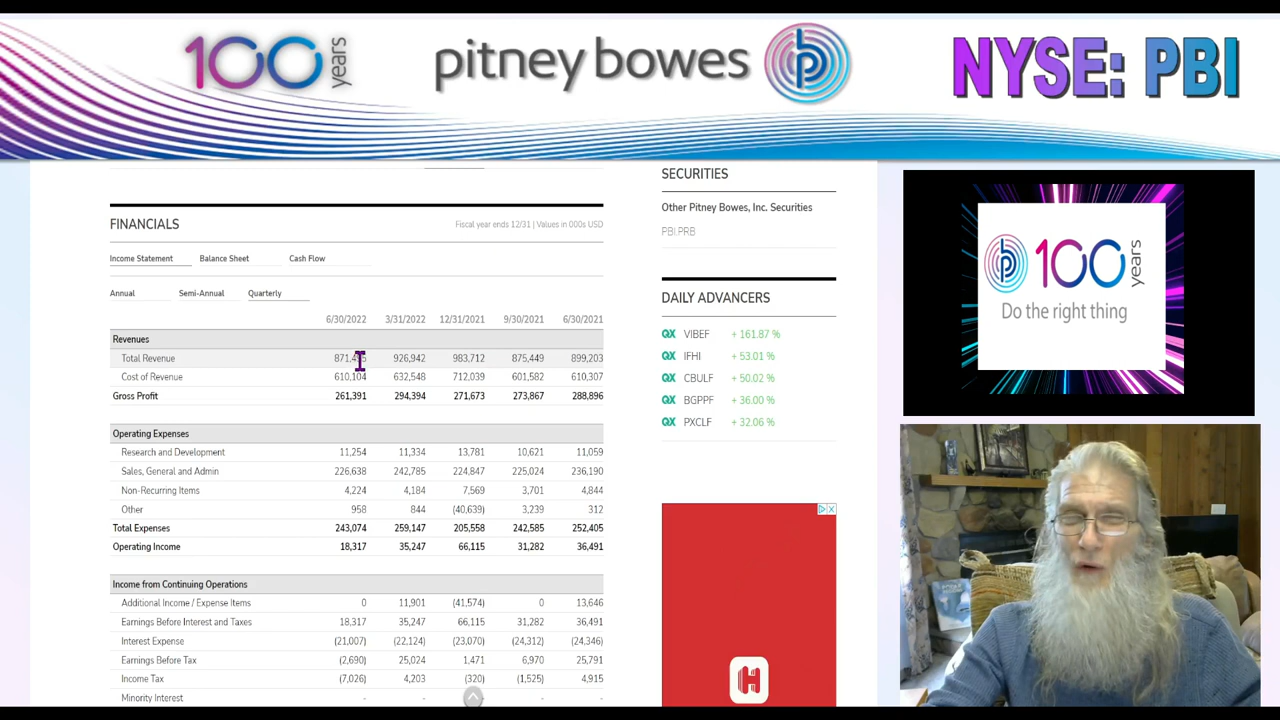 100 years
pitney bowes
NYSE: PBI
FINANCIALS
Fiscal year ends 12/31 | Values in 000s USD
Income Statement Balance Sheet Cash Flow
Annual Semi-Annual Quarterly
6/30/2022 3/31/2022 12/31/2021 9/30/2021 6/30/2021
Revenues
Total Revenue 926,942 983,712 875,449 899,203
Cost of Revenue 610,104 632,548 712,039 601,582 610,307
Gross Profit 261,391 294,394 271,673 273,867 288,896
Operating Expenses
Research and Development 11,254 11,334 13,781 10,621 11,059
Sales, General and Admin 226,638 242,785 224,847 225,024 236,190
Non-Recurring Items 4,224 4,184 7,569 3,701 4,844
Other 958 844 (40,639) 3,239 312
Total Expenses 243,074 259,147 205,558 242,585 252,405
Operating Income 18,317 35,247 66,115 31,282 36,491
Income from Continuing Operations
Additional Income / Expense Items 0 11,901 (41,574) 0 13,646
Earnings Before Interest and Taxes 18,317 35,247 66,115 31,282 36,491
Interest Expense (21,007) (22,124) (23,070) (24,312) (24,346)
Earnings Before Tax (2,690) 25,024 1,471 6,970 25,791
Income Tax (7,026) 4,203 (320) (1,525) 4,915
Minority Interest - - - - -
SECURITIES
Other Pitney Bowes, Inc. Securities
PBI.PRB
DAILY ADVANCERS
QX VIBEF + 161.87 %
QX IFHI + 53.01 %
QX CBULF + 50.02 %
QX BGPPF + 36.00 %
QX PXCLF + 32.06 %
H
100 years
Do the right thing